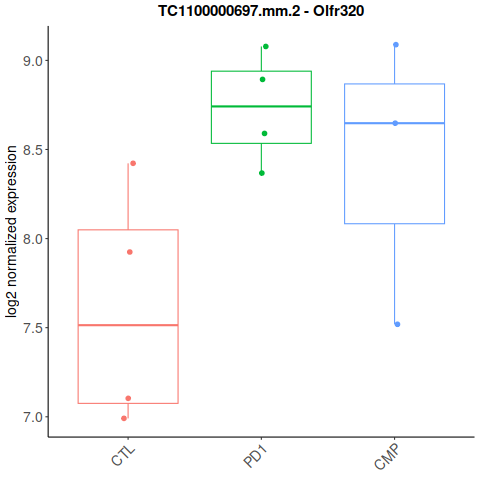 TC1100000697.mm.2 - Olfr320
log2 normalized expression
9.0
8.5
8.0
7.5
7.0
CTL
PD1
CMP